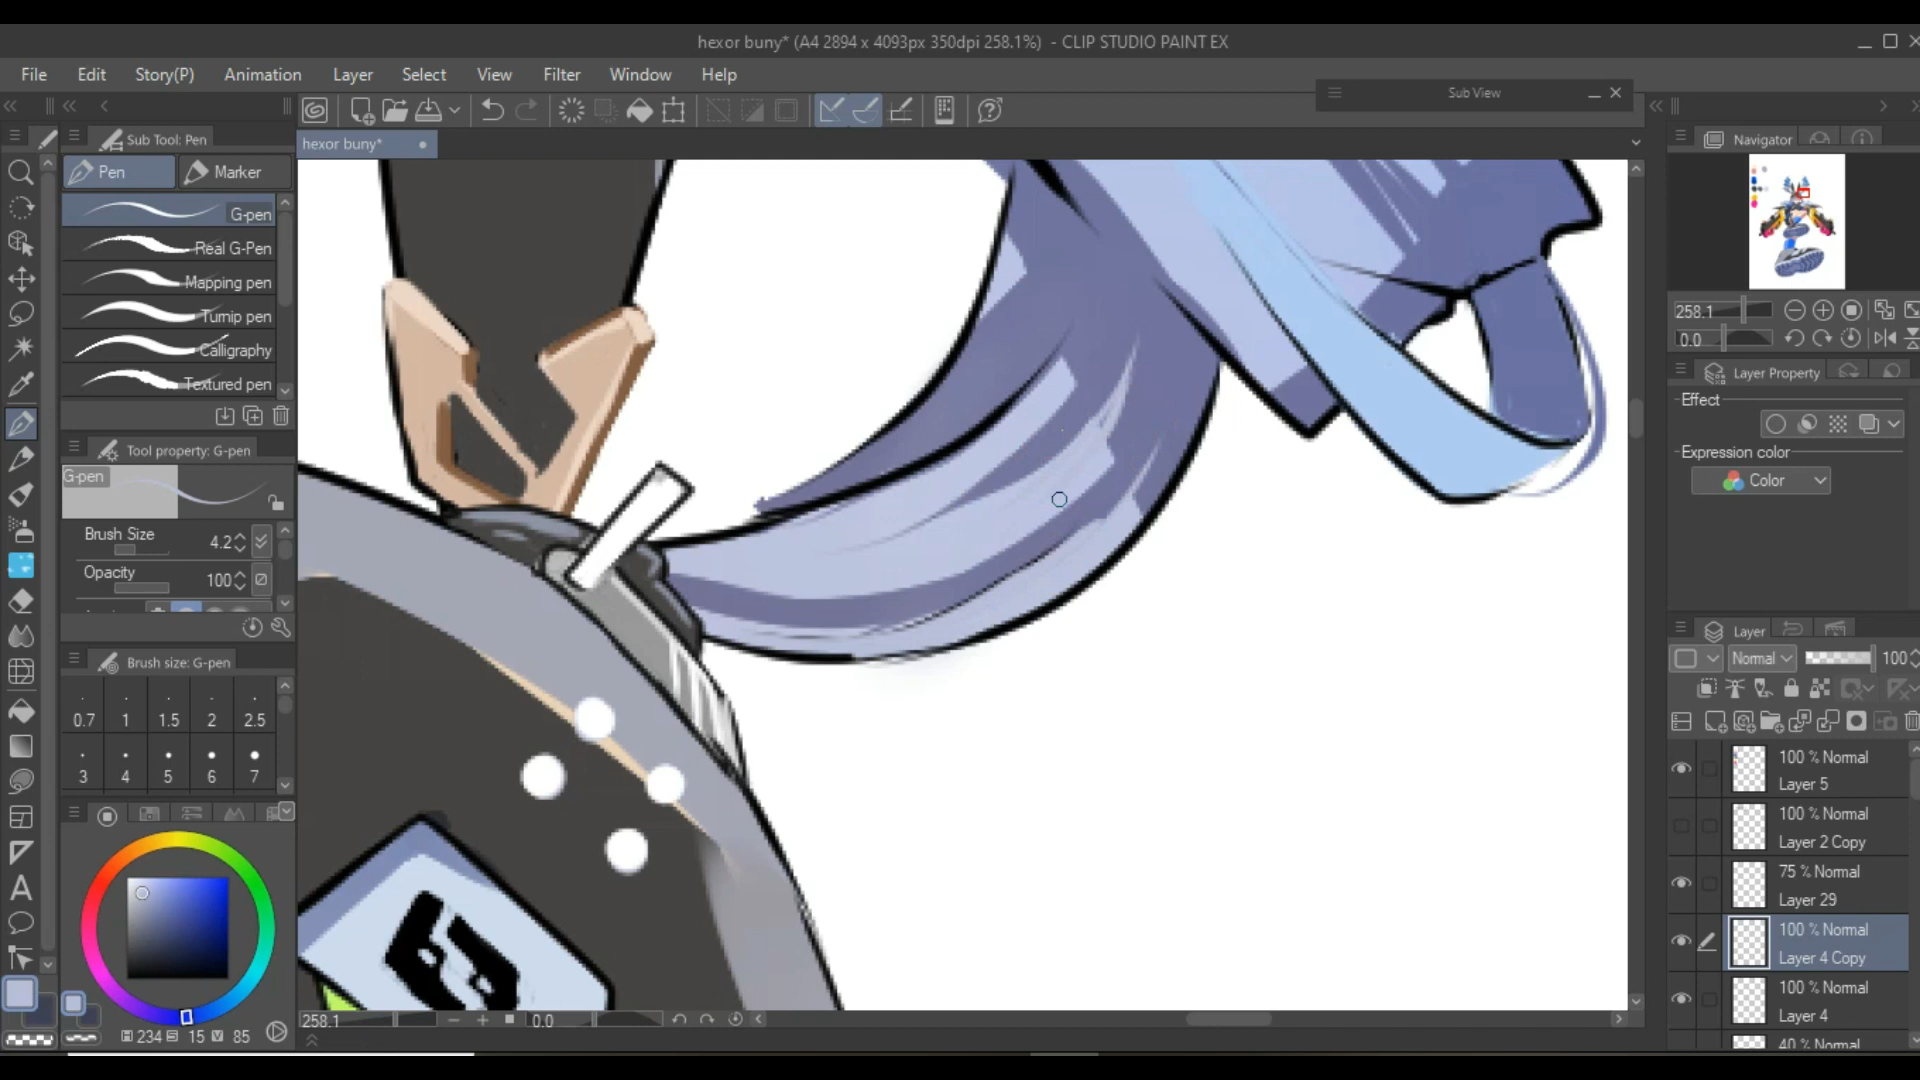 hexor buny* (A4 2894 x 4093px 350dpi 258.1%) - CLIP STUDIO PAINT EX
File Edit Story(P) Animation Layer Select View Filter Window Help
Sub View
Sub Tool: Pen
hexor buny*
Navigator
Pen Marker
G-pen
Real G-Pen
Mapping pen
Turnip pen
Calligraphy
Textured pen
258.1
0.0
Layer Property
Effect
Expression color
Color
Tool property: G-pen
G-pen
Brush Size 4.2
Opacity 100
Brush size: G-pen
0.7 1 1.5 2 2.5
3 4 5 6 7
Layer
Normal 100
100 % Normal
Layer 5
100 % Normal
Layer 2 Copy
75 % Normal
Layer 29
100 % Normal
Layer 4 Copy
100 % Normal
Layer 4
40 % Normal
H 234 S 15 V 85
258.1 0.0